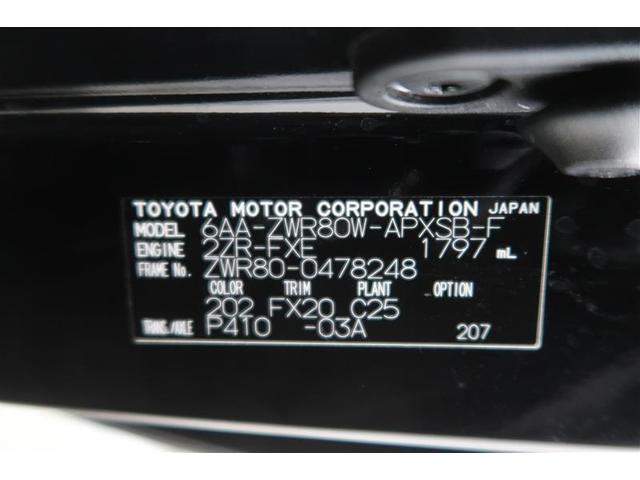 TOYOTA MOTOR CORPORATION JAPAN
MODEL 6AA-ZWR80W-APXSB-F
ENGINE 2ZR-FXE 1797 mL
FRAME No. ZWR80-0478248
COLOR TRIM PLANT OPTION
202 FX20 C25
TRANS./AXLE P410 -03A 207